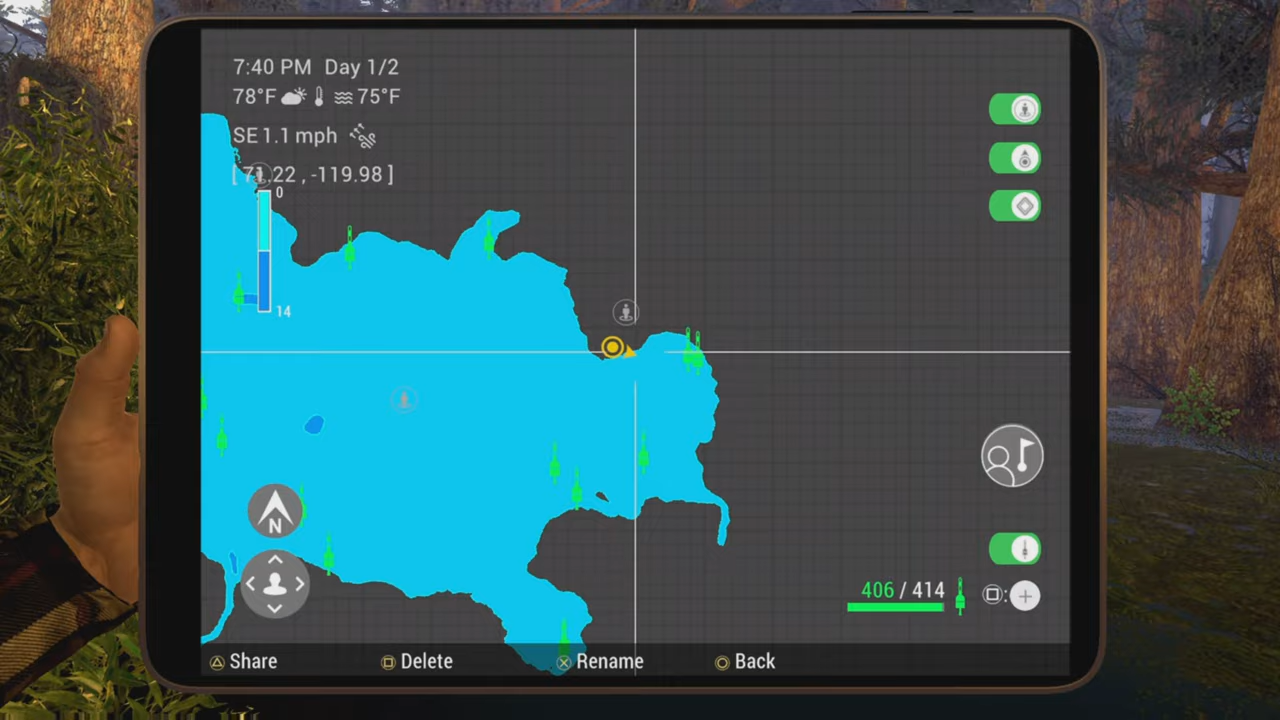 7:40 PM Day 1/2
78°F 75°F
SE 1.1 mph
[ 71.22 , -119.98 ]
0
14
N
406 / 414
Share Delete Rename Back